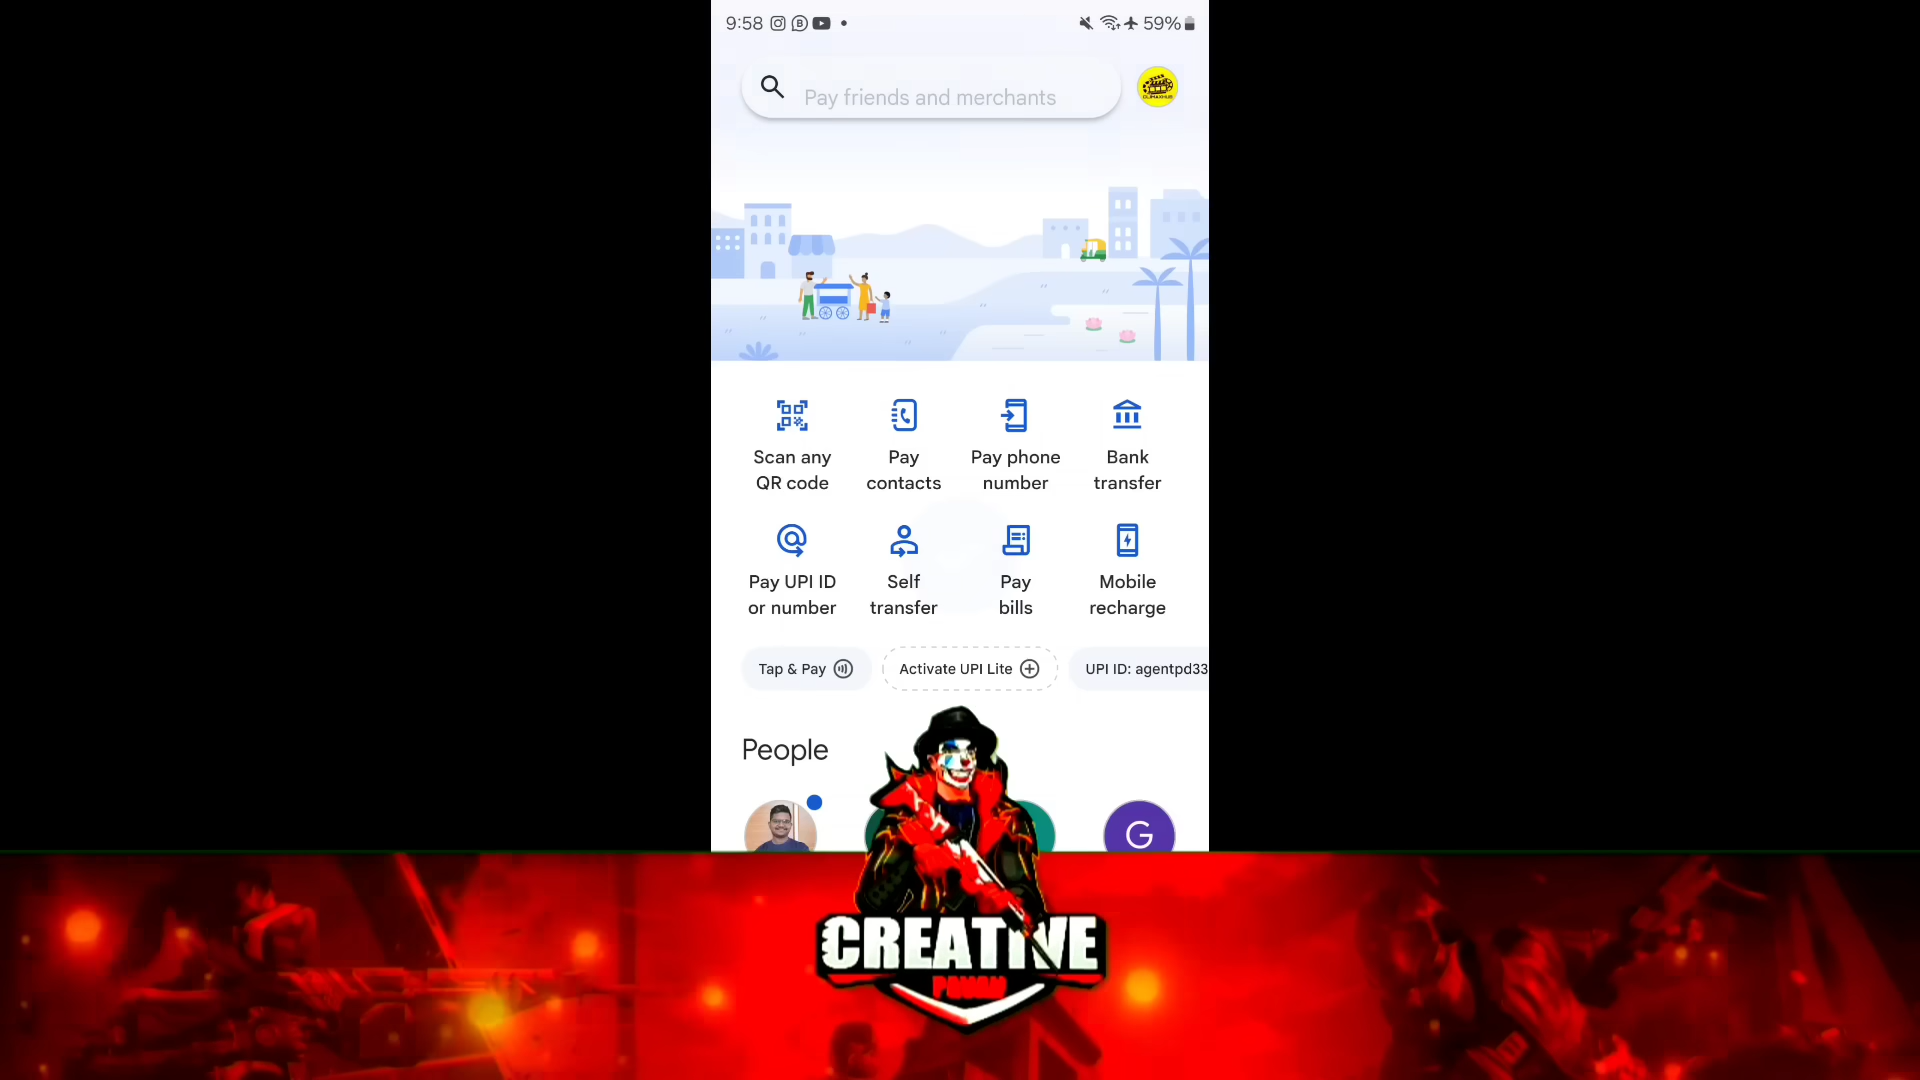 9:58
59%
Pay friends and merchants
Scan any
QR code
Pay
contacts
Pay phone
number
Bank
transfer
Pay UPI ID
or number
Self
transfer
Pay
bills
Mobile
recharge
Tap & Pay
Activate UPI Lite
UPI ID: agentpd33
People
G
CREATIVE
PAWAN